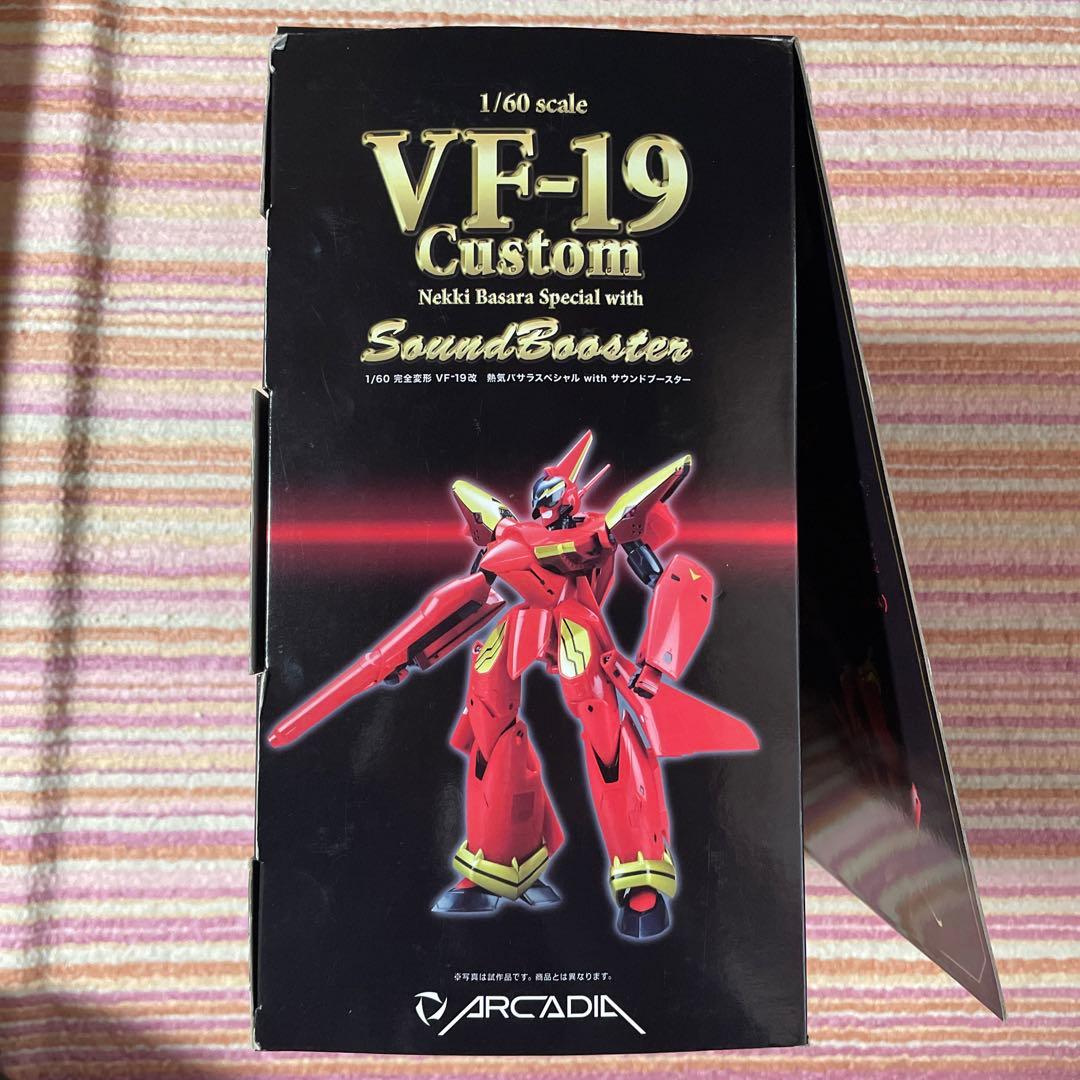 1/60 scale
VF-19
Custom
Nekki Basara Special with
SoundBooster
1/60 完全変形 VF-19改 熱気バサラスペシャル with サウンドブースター
※写真は試作品です。商品とは異なります。
ARCADIA